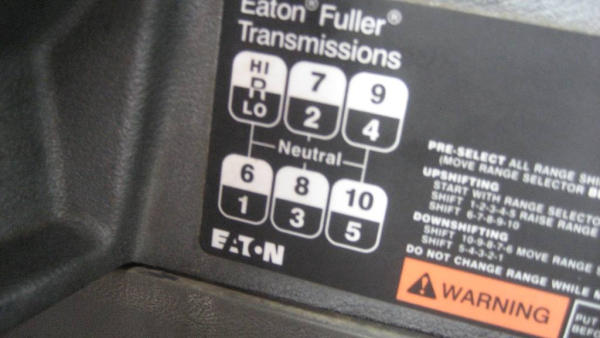 Eaton® Fuller®
Transmissions
HI
R
LO
7
2
9
4
Neutral
6
1
8
3
10
5
EATON
PRE-SELECT ALL RANGE SHI
(MOVE RANGE SELECTOR
UPSHIFTING
START WITH RANGE SELECTO
SHIFT 1-2-3-4-5 RAISE RANGE
SHIFT 6-7-8-9-10
DOWNSHIFTING
SHIFT 10-9-8-7-6 MOVE RANGE
SHIFT 5-4-3-2-1
DO NOT CHANGE RANGE WHILE
WARNING
PUT
BEFO